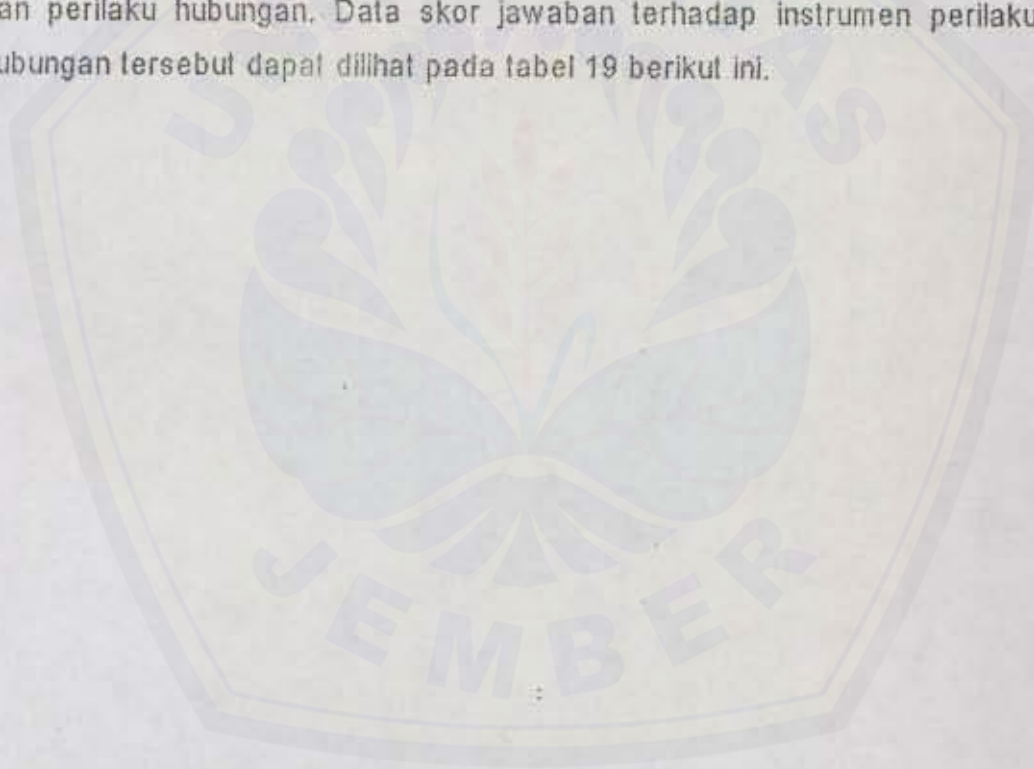 an perilaku hubungan. Data skor jawaban terhadap instrumen perilaku
ubungan tersebut dapat dilihat pada tabel 19 berikut ini.
JEMBER